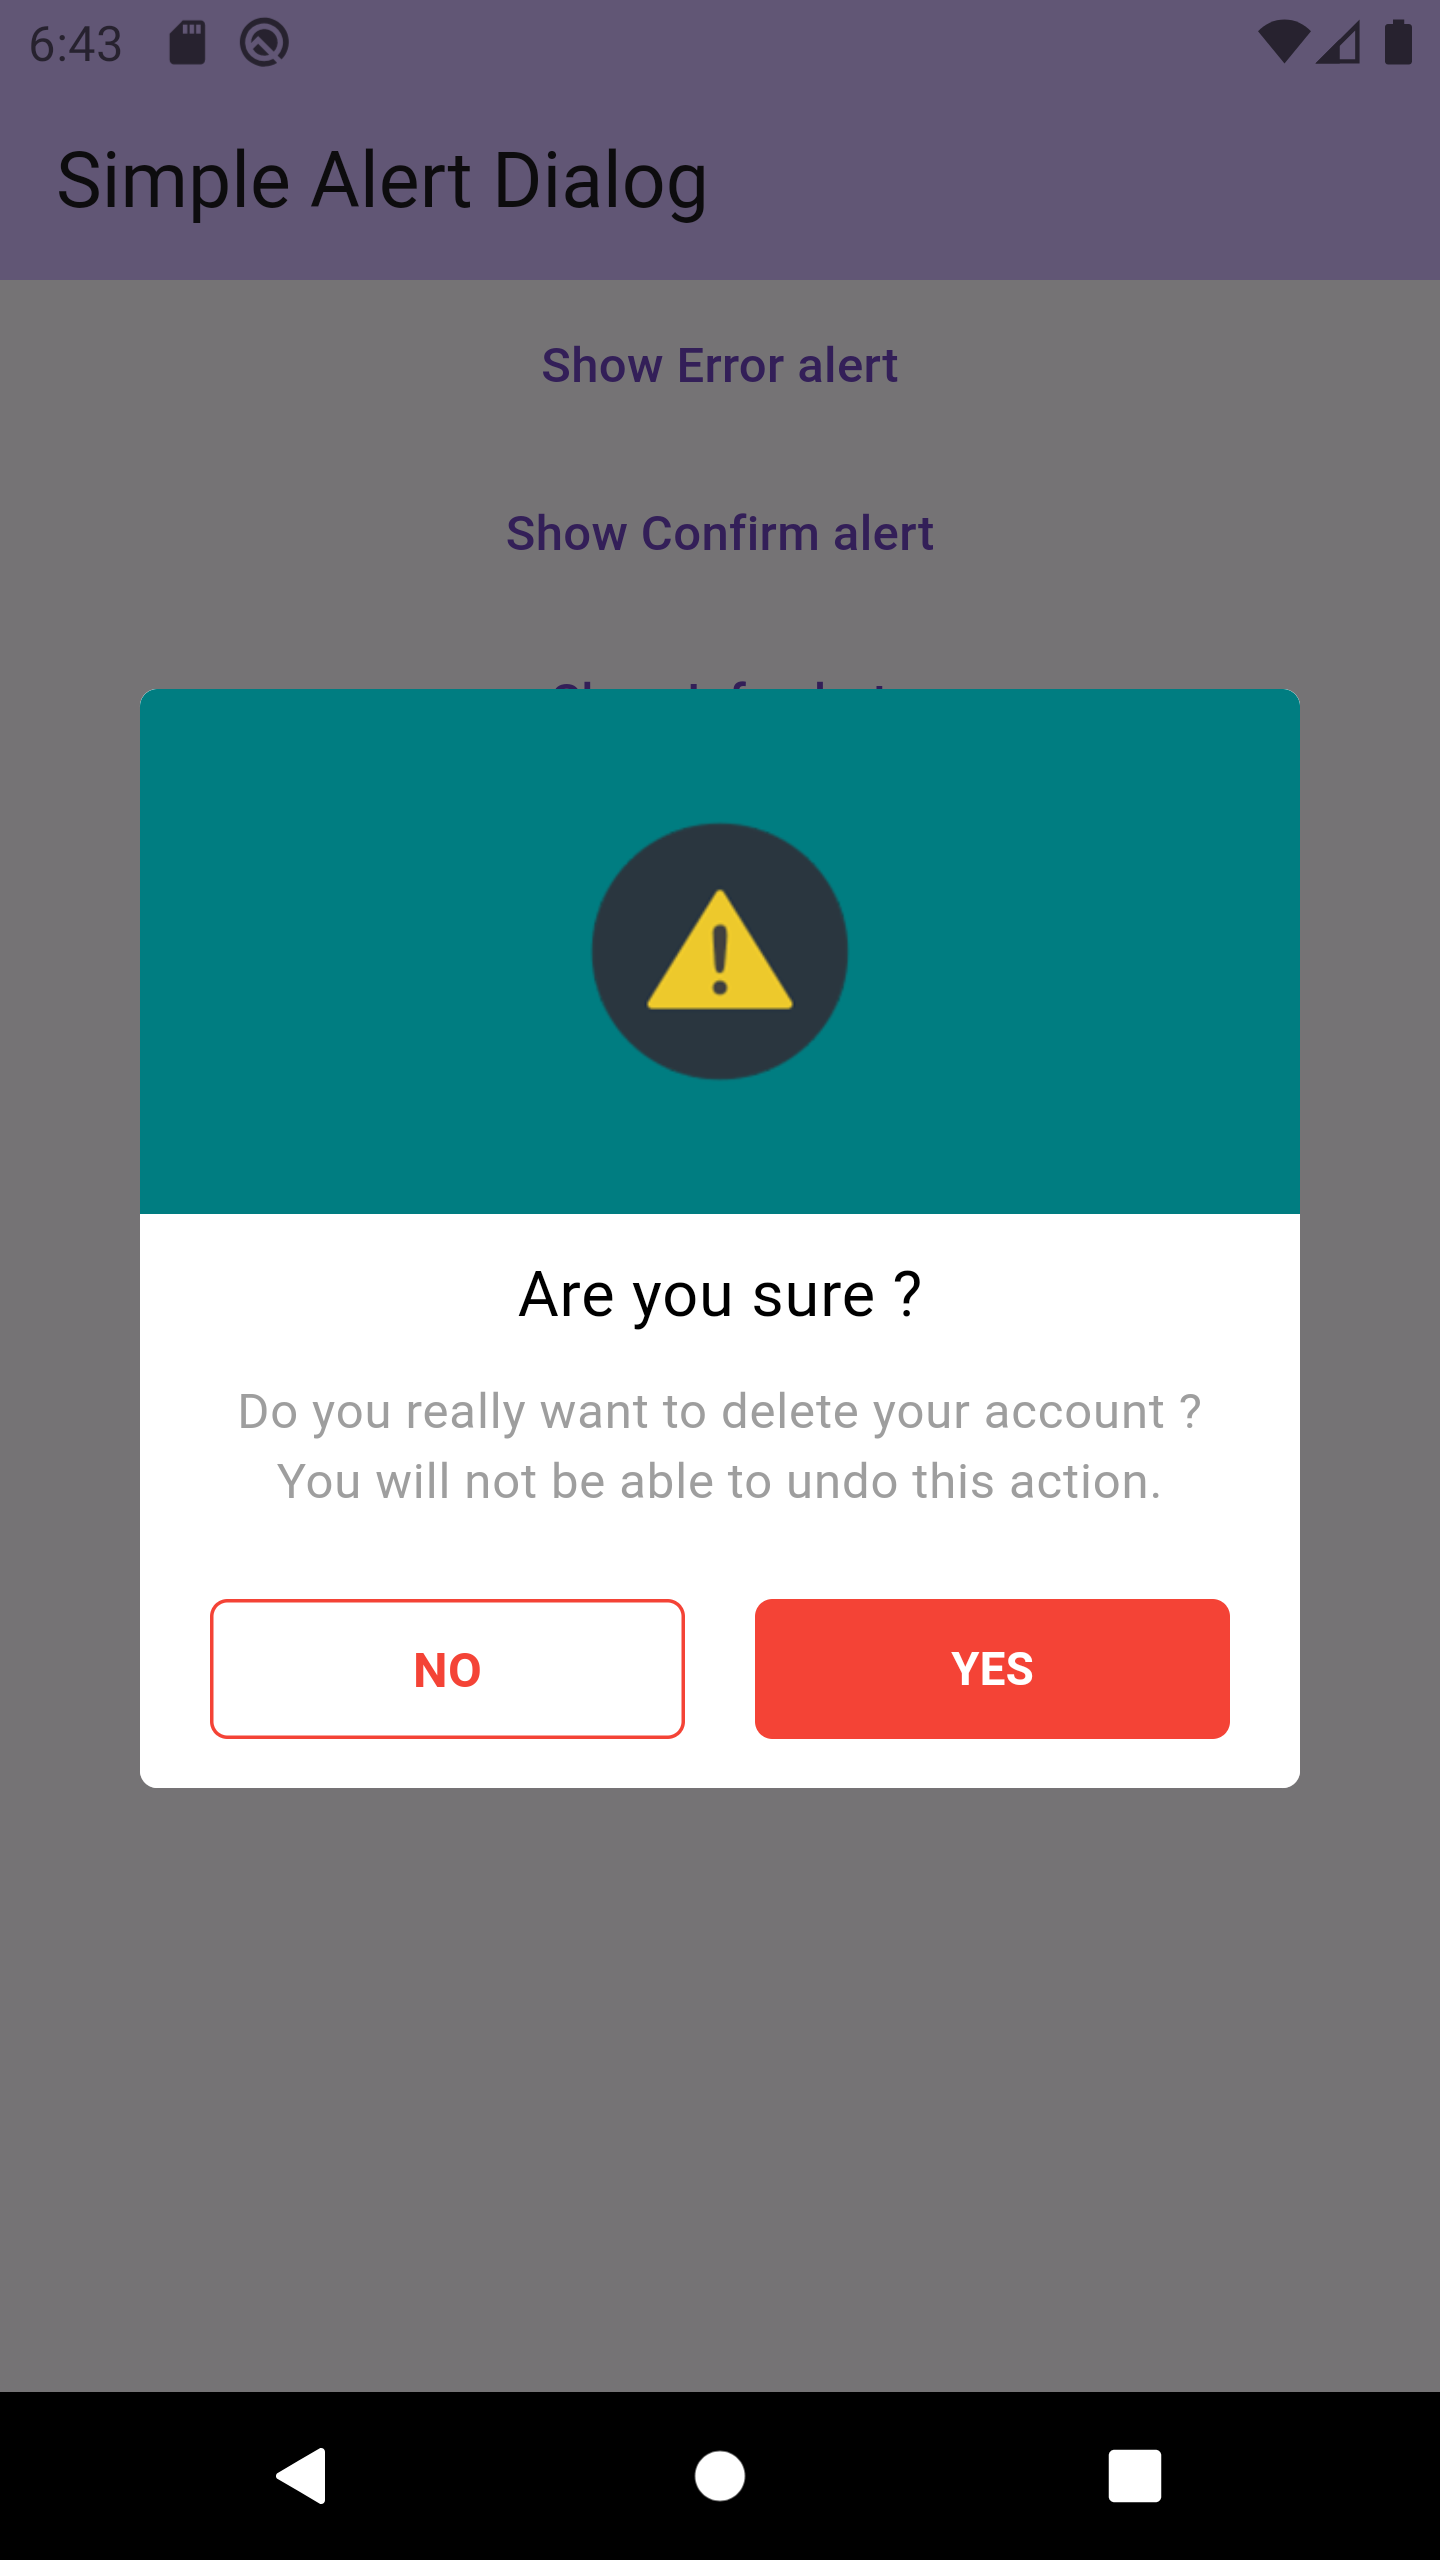 6:43
Simple Alert Dialog
Show Error alert
Show Confirm alert
Are you sure ?
Do you really want to delete your account ?
You will not be able to undo this action.
NO
YES